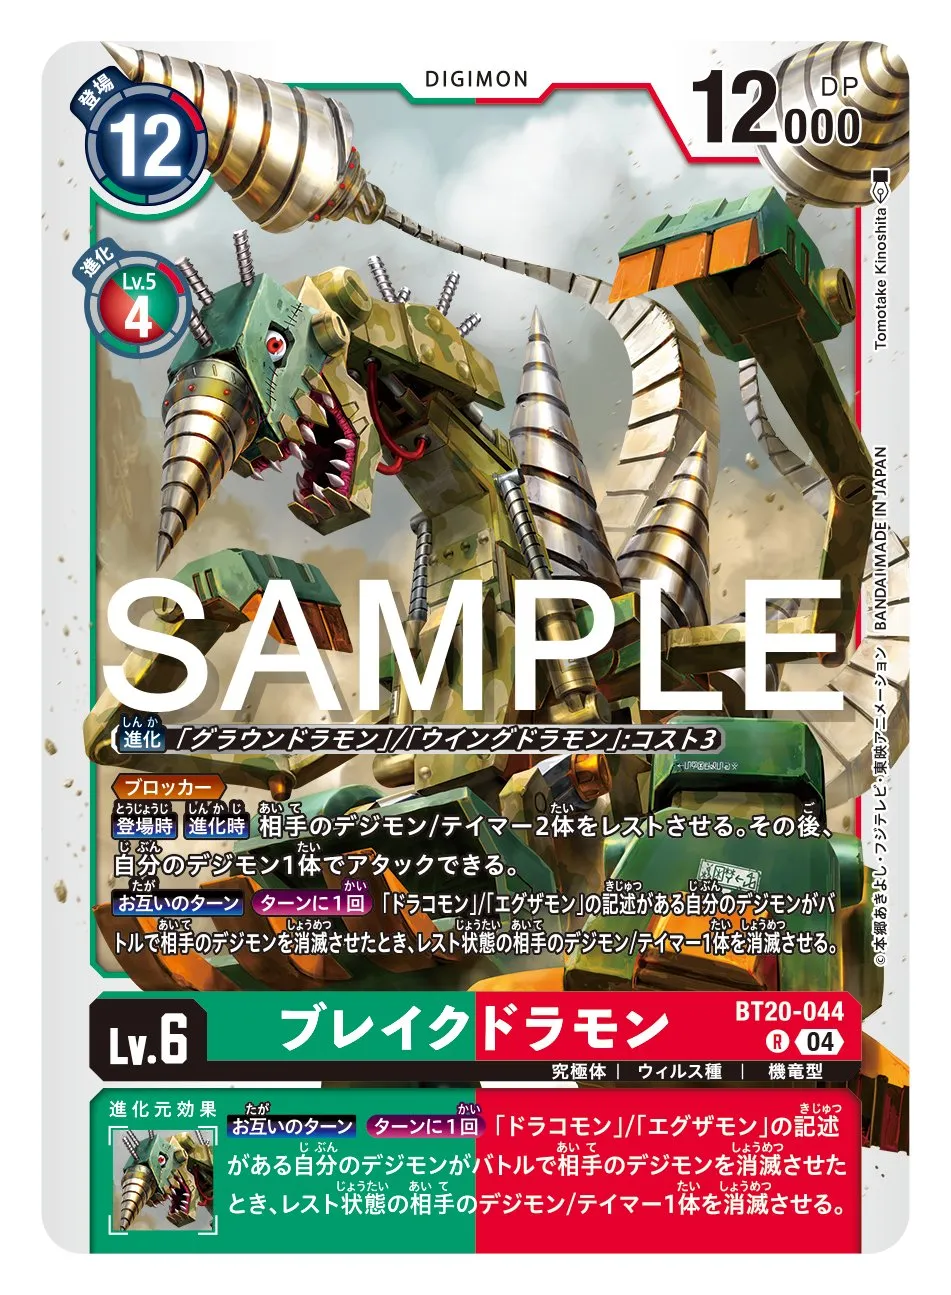 DIGIMON
登場
12
12000
DP
進化
Lv.5
4
Tomotake Kinoshita
SAMPLE
進化 「グラウンドラモン」/「ウイングドラモン」:コスト3
ブロッカー
登場時 進化時 相手のデジモン/テイマー2体をレストさせる。その後、
自分のデジモン1体でアタックできる。
お互いのターン ターンに1回 「ドラコモン」/「エグザモン」の記述がある自分のデジモンがバ
トルで相手のデジモンを消滅させたとき、レスト状態の相手のデジモン/テイマー1体を消滅させる。
©本郷あきよし・フジテレビ・東映アニメーション BANDAI MADE IN JAPAN
Lv.6
ブレイクドラモン
BT20-044
R 04
究極体 | ウィルス種 | 機竜型
進化元効果
お互いのターン ターンに1回 「ドラコモン」/「エグザモン」の記述
がある自分のデジモンがバトルで相手のデジモンを消滅させた
とき、レスト状態の相手のデジモン/テイマー1体を消滅させる。